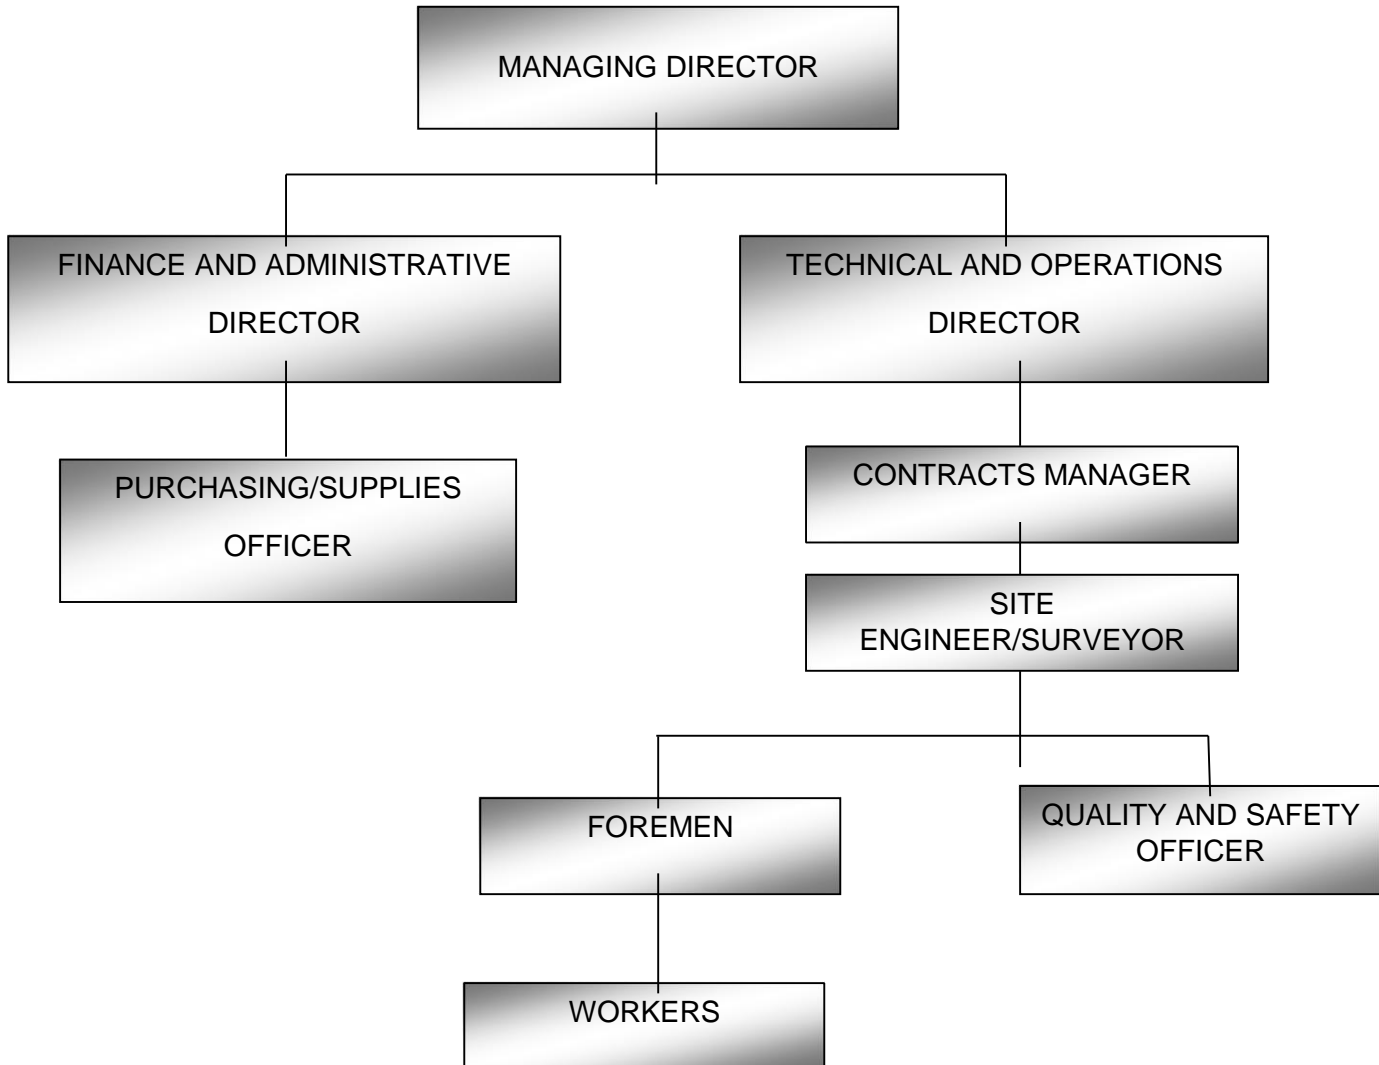 MANAGING DIRECTOR
FINANCE AND ADMINISTRATIVE
DIRECTOR
TECHNICAL AND OPERATIONS
DIRECTOR
PURCHASING/SUPPLIES
OFFICER
CONTRACTS MANAGER
SITE
ENGINEER/SURVEYOR
FOREMEN
QUALITY AND SAFETY
OFFICER
WORKERS